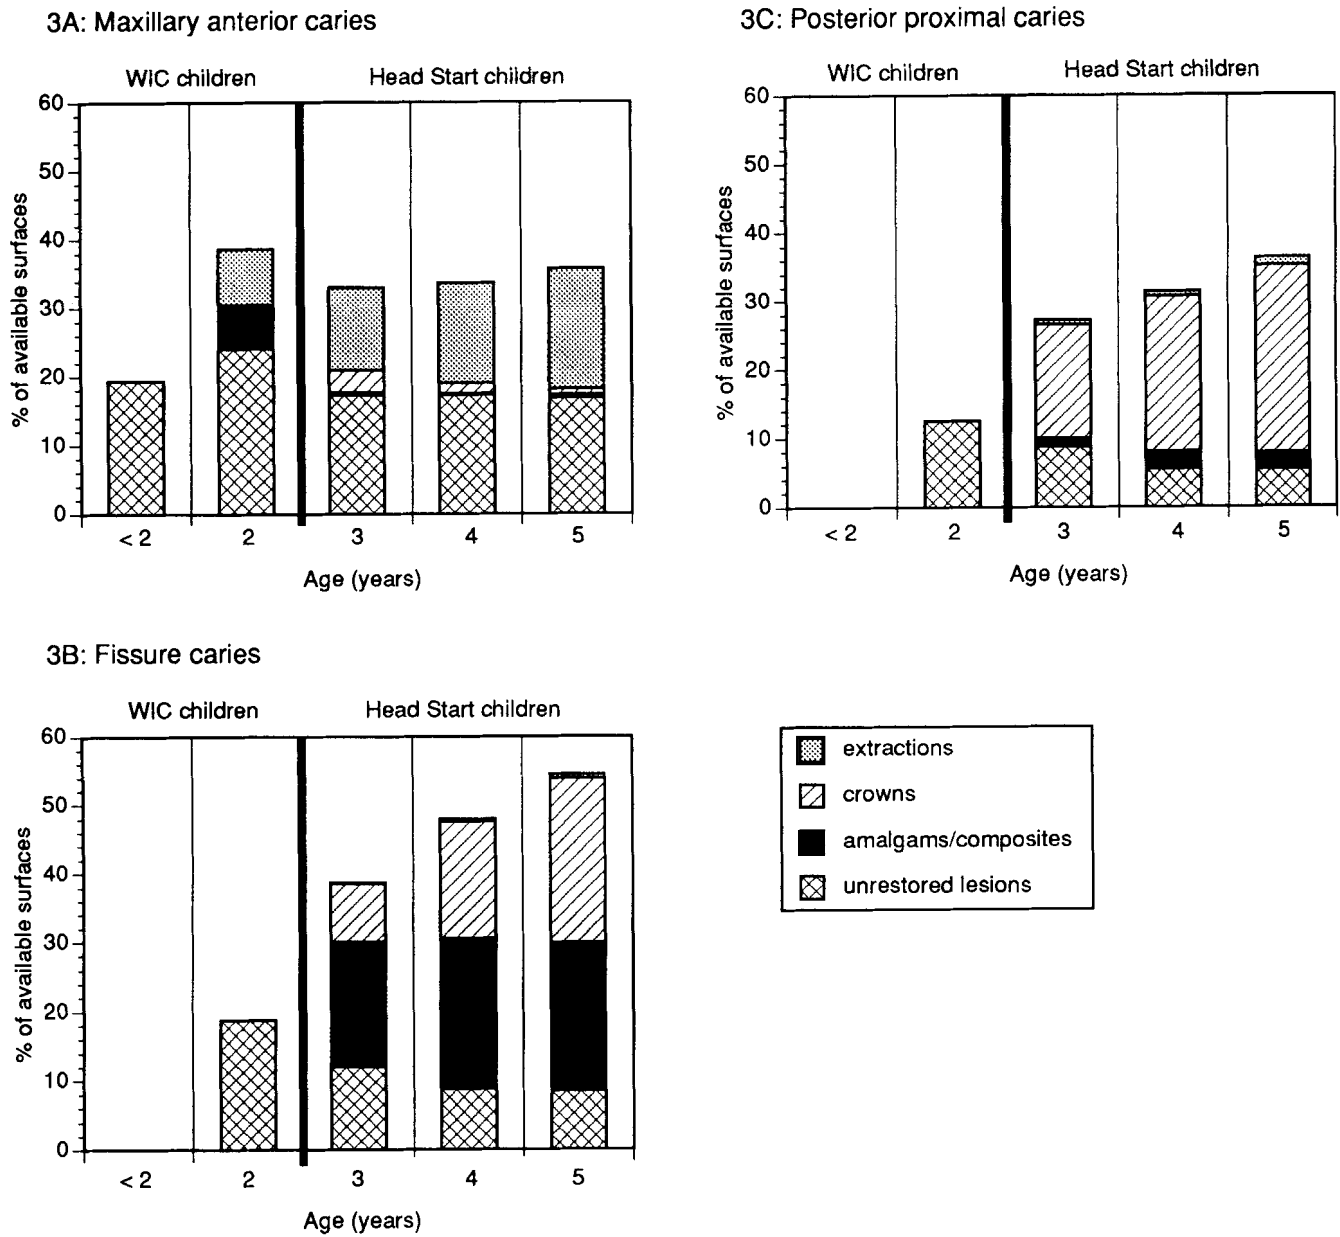 3A: Maxillary anterior caries
WIC children Head Start children
60
50
40
30
20
10
0
% of available surfaces
< 2 2 3 4 5
Age (years)
3C: Posterior proximal caries
WIC children Head Start children
60
50
40
30
20
10
0
% of available surfaces
< 2 2 3 4 5
Age (years)
3B: Fissure caries
WIC children Head Start children
60
50
40
30
20
10
0
% of available surfaces
< 2 2 3 4 5
Age (years)
extractions
crowns
amalgams/composites
unrestored lesions